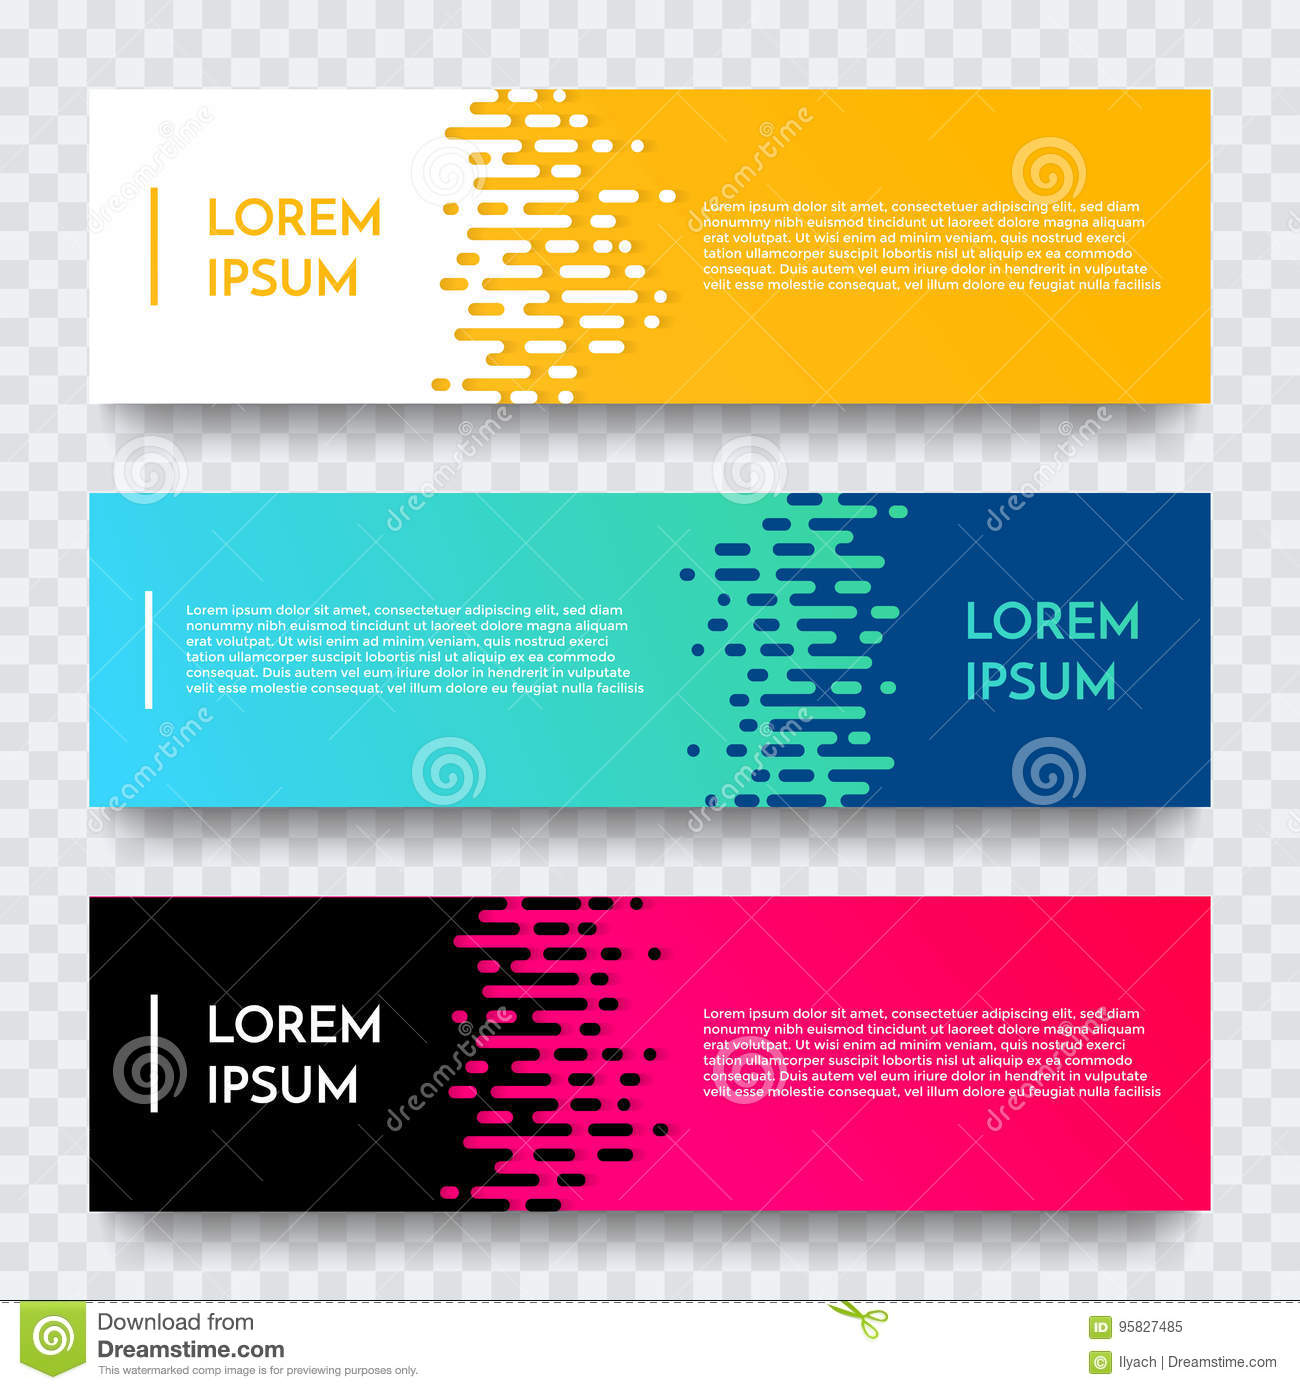 LOREM
IPSUM
Lorem ipsum dolor sit amet, consectetuer adipiscing elit, sed diam
nonummy nibh euismod tincidunt ut laoreet dolore magna aliquam
erat volutpat. Ut wisi enim ad minim veniam, quis nostrud exerci
tation ullamcorper suscipit lobortis nisl ut aliquip ex ea commodo
consequat. Duis autem vel eum iriure dolor in hendrerit in vulputate
velit esse molestie consequat, vel illum dolore eu feugiat nulla facilisis
Lorem ipsum dolor sit amet, consectetuer adipiscing elit, sed diam
nonummy nibh euismod tincidunt ut laoreet dolore magna aliquam
erat volutpat. Ut wisi enim ad minim veniam, quis nostrud exerci
tation ullamcorper suscipit lobortis nisl ut aliquip ex ea commodo
consequat. Duis autem vel eum iriure dolor in hendrerit in vulputate
velit esse molestie consequat, vel illum dolore eu feugiat nulla facilisis
LOREM
IPSUM
LOREM
IPSUM
Lorem ipsum dolor sit amet, consectetuer adipiscing elit, sed diam
nonummy nibh euismod tincidunt ut laoreet dolore magna aliquam
erat volutpat. Ut wisi enim ad minim veniam, quis nostrud exerci
tation ullamcorper suscipit lobortis nisl ut aliquip ex ea commodo
consequat. Duis autem vel eum iriure dolor in hendrerit in vulputate
velit esse molestie consequat, vel illum dolore eu feugiat nulla facilisis
Download from
Dreamstime.com
This watermarked comp image is for previewing purposes only.
ID 95827485
© Ilyach | Dreamstime.com